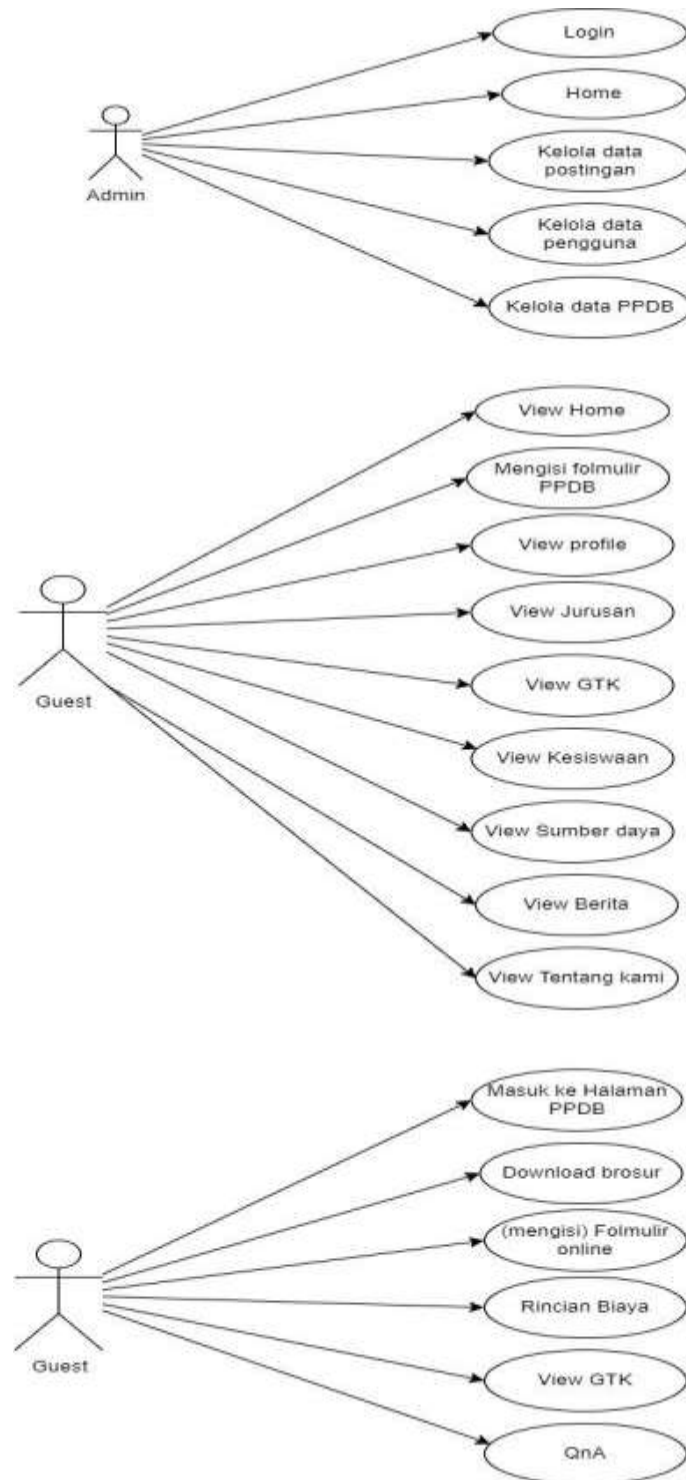 Login
Home
Kelola data
postingan
Kelola data
pengguna
Kelola data PPDB
Admin
View Home
Mengisi folmulir
PPDB
View profile
View Jurusan
View GTK
View Kesiswaan
View Sumber daya
View Berita
View Tentang kami
Guest
Masuk ke Halaman
PPDB
Download brosur
(mengisi) Folmulir
online
Rincian Biaya
View GTK
QnA
Guest